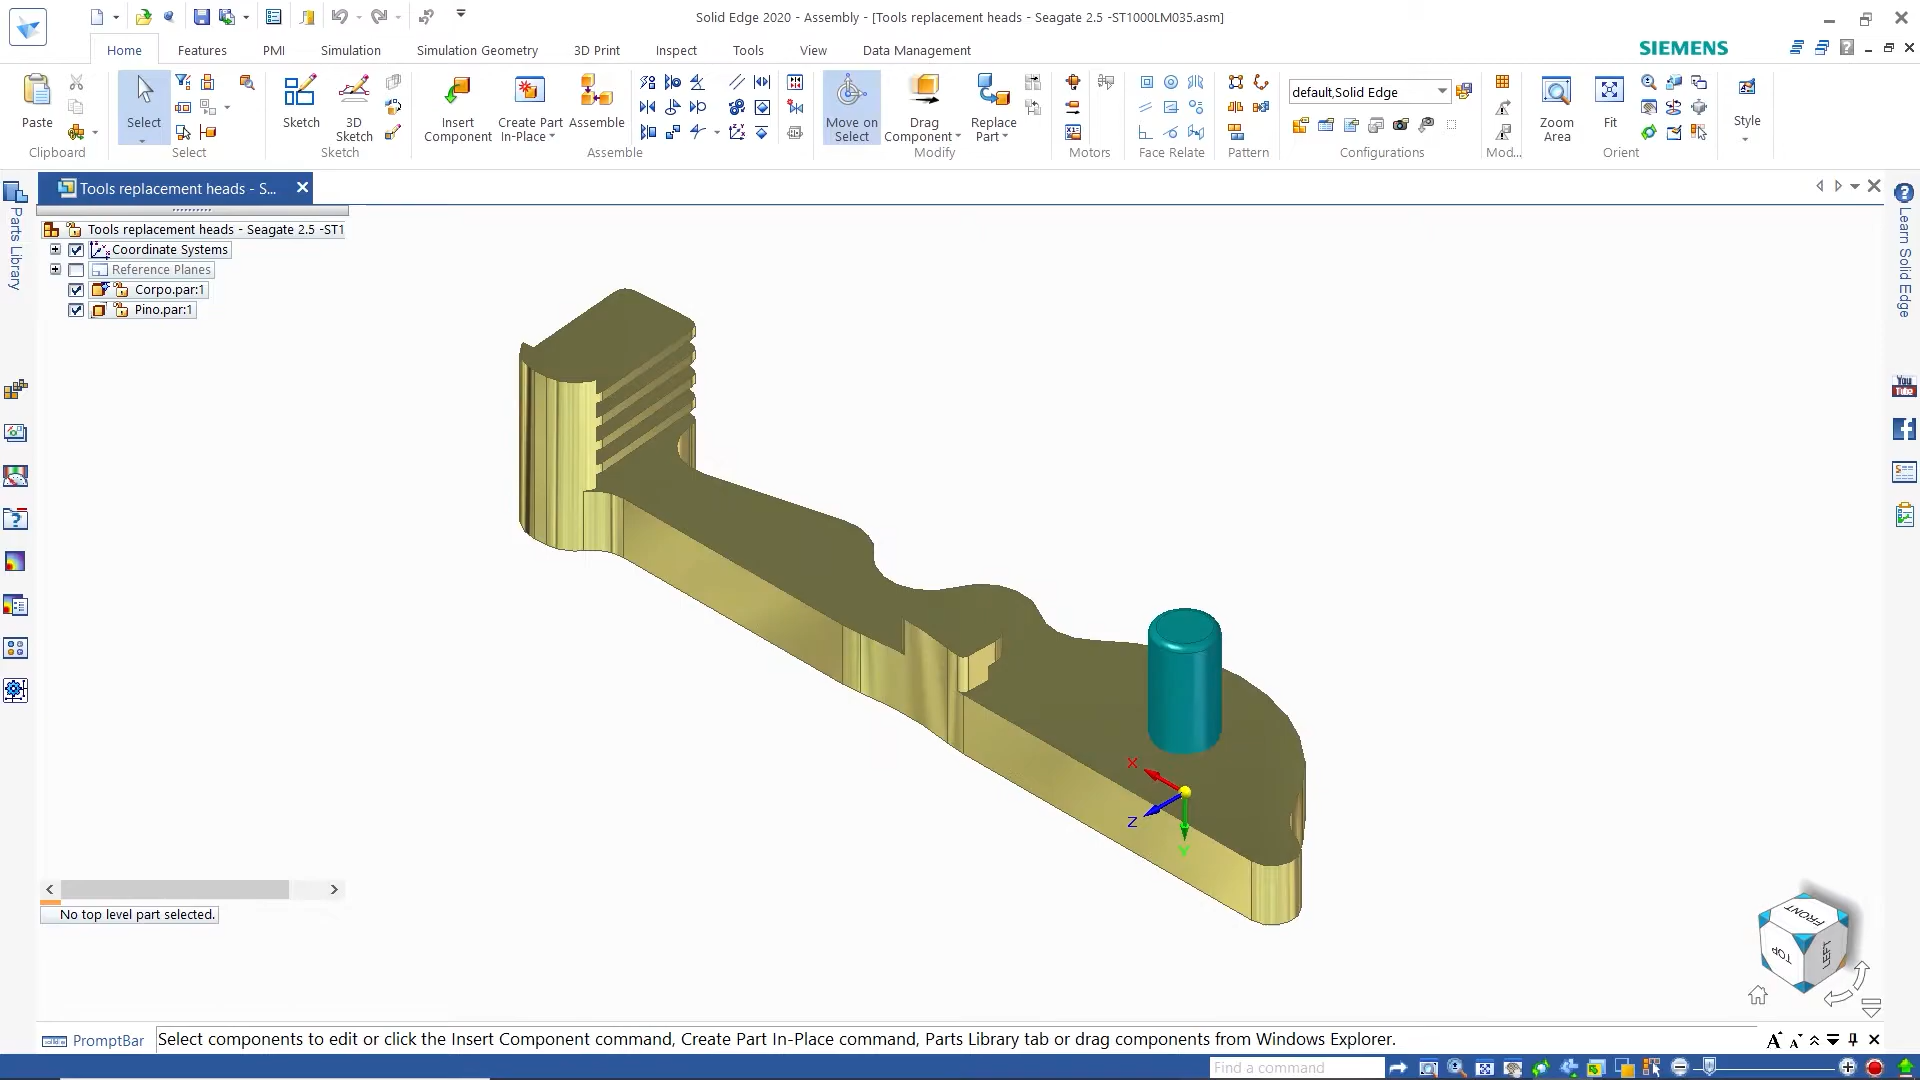 Solid Edge 2020 - Assembly - [Tools replacement heads - Seagate 2.5 -ST1000LM035.asm]
Home Features PMI Simulation Simulation Geometry 3D Print Inspect Tools View Data Management
SIEMENS
Paste
Clipboard
Select
Select
Sketch
3D Sketch
Sketch
Insert Component
Create Part In-Place
Assemble
Assemble
Move on Select
Drag Component
Replace Part
Modify
Motors
Face Relate
Pattern
default,Solid Edge
Configurations
Mod...
Zoom Area
Fit
Orient
Style
Tools replacement heads - S...
Parts Library
Learn Solid Edge
Tools replacement heads - Seagate 2.5 -ST1
Coordinate Systems
Reference Planes
Corpo.par:1
Pino.par:1
No top level part selected.
X
Z
Y
FRONT
TOP
LEFT
You Tube
PromptBar
Select components to edit or click the Insert Component command, Create Part In-Place command, Parts Library tab or drag components from Windows Explorer.
Find a command